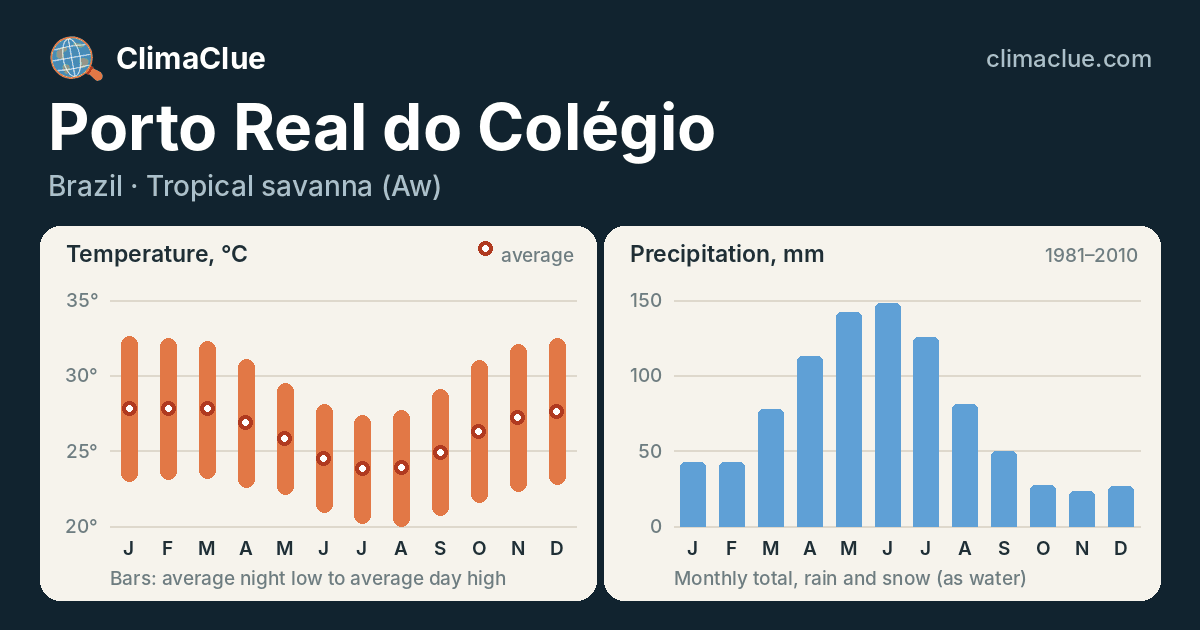 ClimaClue
climaclue.com
Porto Real do Colégio
Brazil · Tropical savanna (Aw)
Temperature, °C
average
35°
30°
25°
20°
J F M A M J J A S O N D
Bars: average night low to average day high
Precipitation, mm
1981–2010
150
100
50
0
J F M A M J J A S O N D
Monthly total, rain and snow (as water)